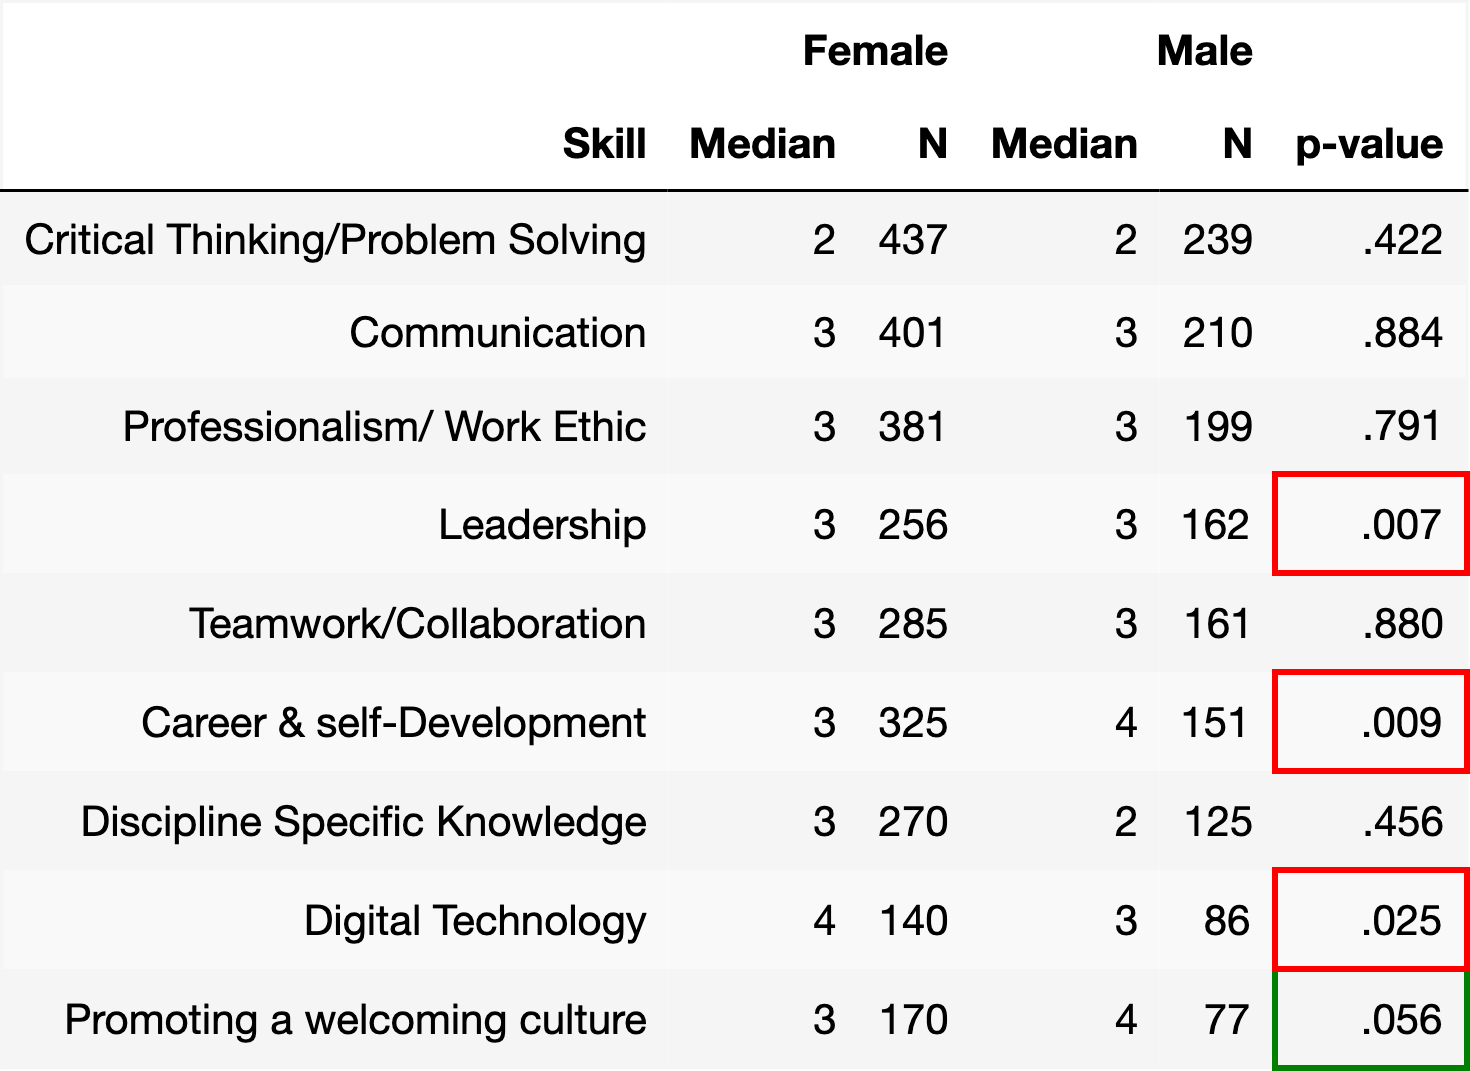 Female Male
Skill Median N Median N p-value
Critical Thinking/Problem Solving 2 437 2 239 .422
Communication 3 401 3 210 .884
Professionalism/ Work Ethic 3 381 3 199 .791
Leadership 3 256 3 162 .007
Teamwork/Collaboration 3 285 3 161 .880
Career & self-Development 3 325 4 151 .009
Discipline Specific Knowledge 3 270 2 125 .456
Digital Technology 4 140 3 86 .025
Promoting a welcoming culture 3 170 4 77 .056